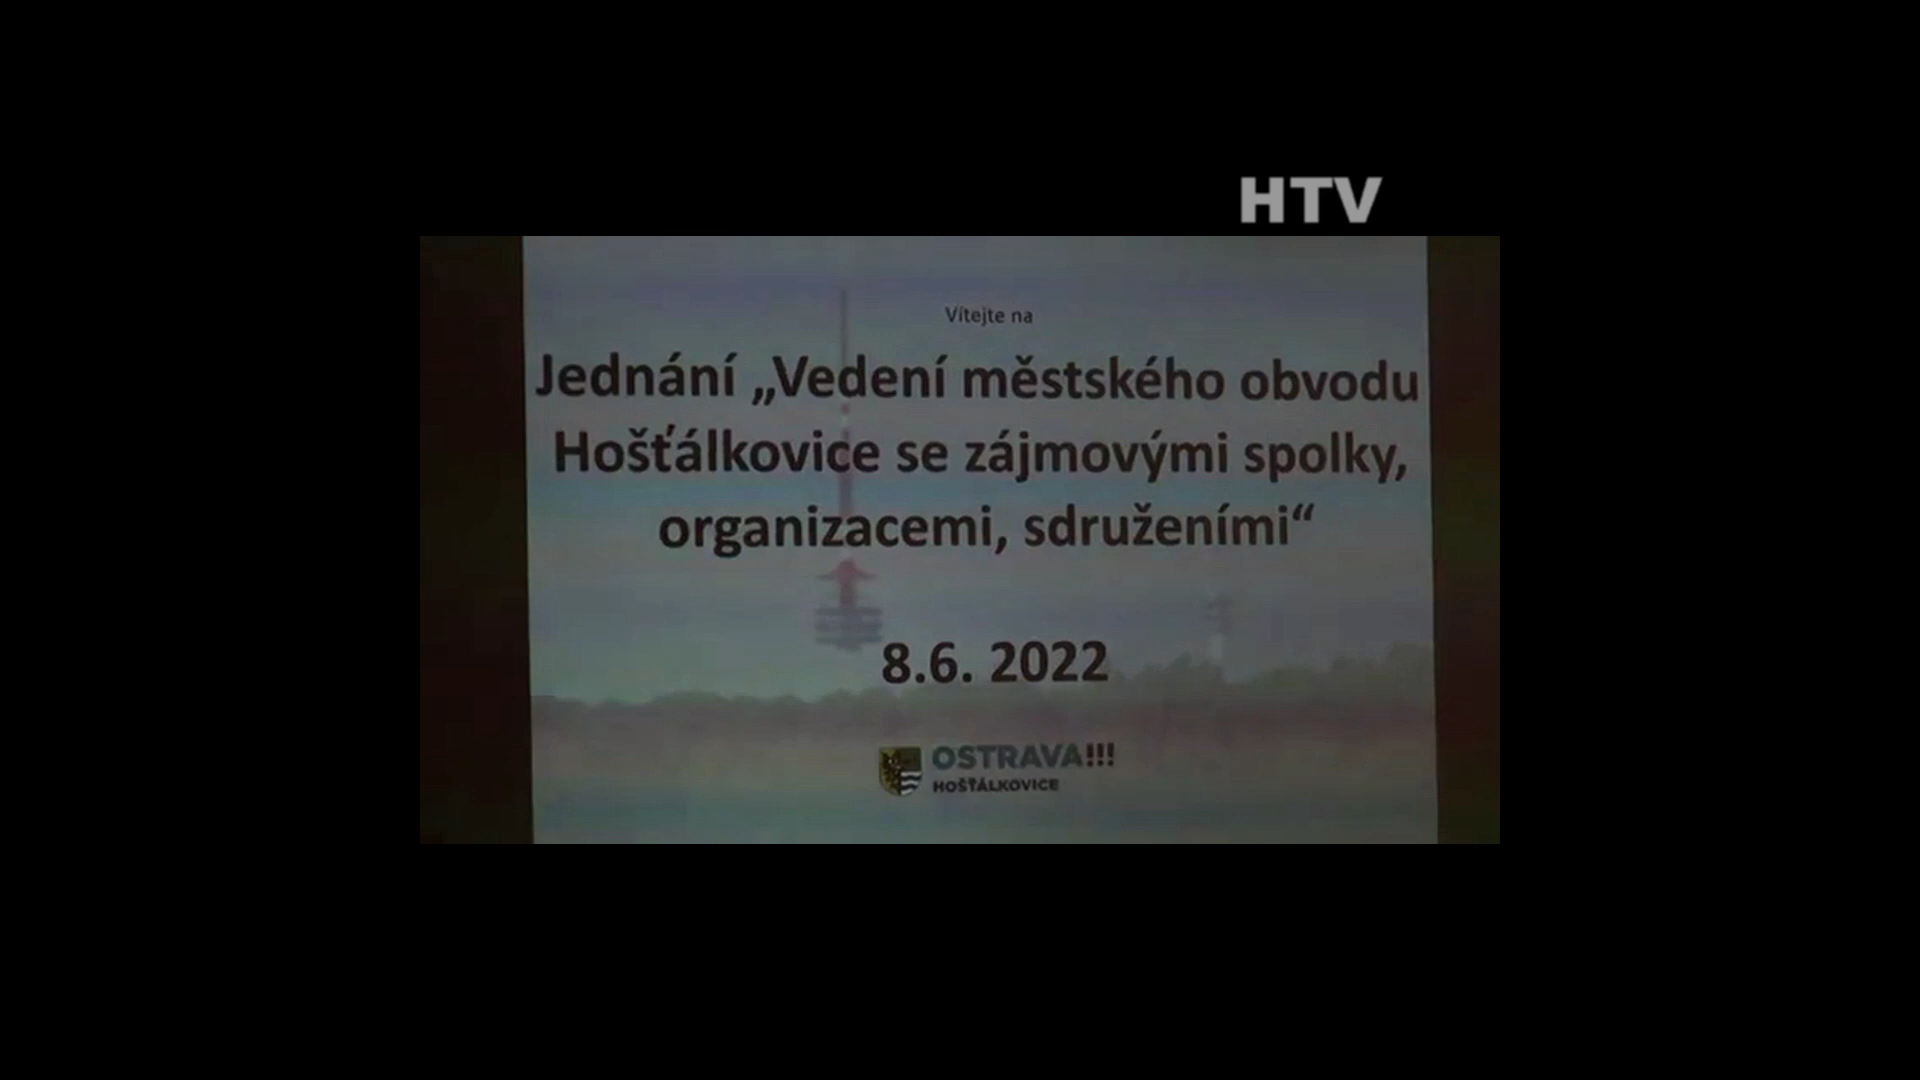 HTV
Vítejte na
Jednání „Vedení městského obvodu
Hošťálkovice se zájmovými spolky,
organizacemi, sdruženími“
8.6. 2022
OSTRAVA!!!
HOŠŤÁLKOVICE